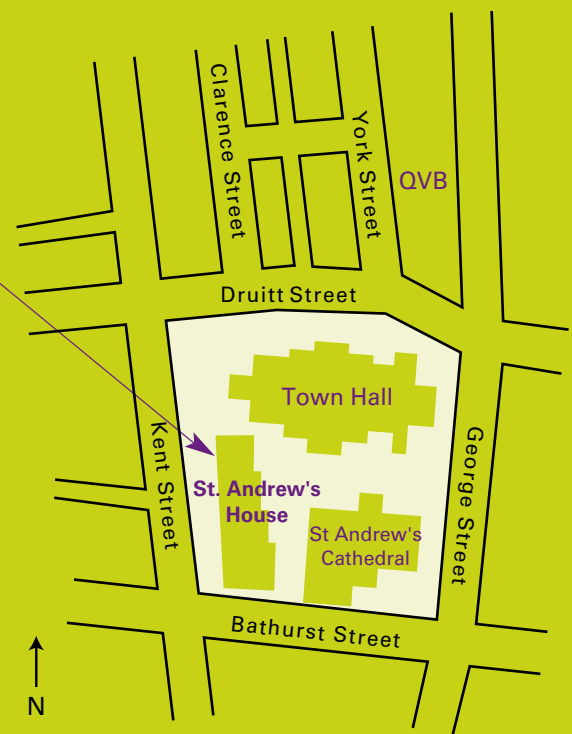 Clarence Street
York Street
QVB
Druitt Street
Town Hall
Kent Street
St. Andrew's
House
George Street
St Andrew's
Cathedral
Bathurst Street
N